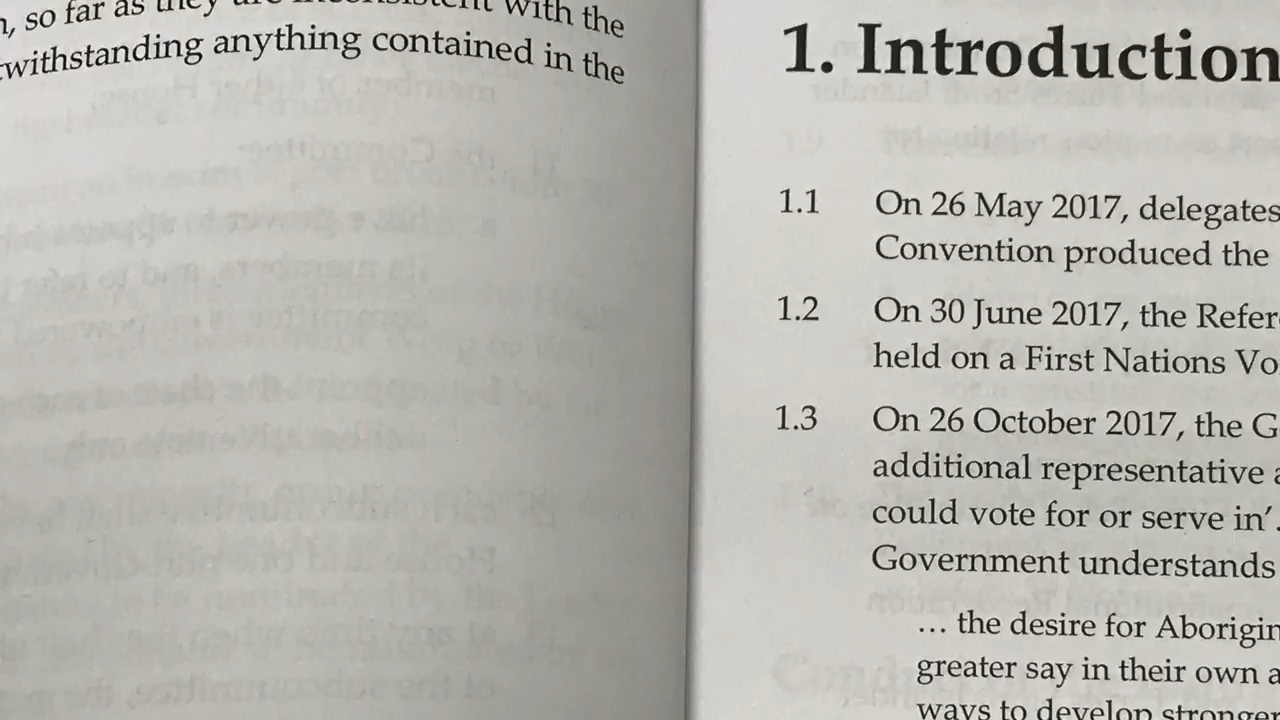 , so far as they are inconsistent with the
withstanding anything contained in the
1. Introduction
1.1 On 26 May 2017, delegates
Convention produced the
1.2 On 30 June 2017, the Refer
held on a First Nations Vo
1.3 On 26 October 2017, the G
additional representative a
could vote for or serve in'.
Government understands
… the desire for Aborigin
greater say in their own a
ways to develop stronger